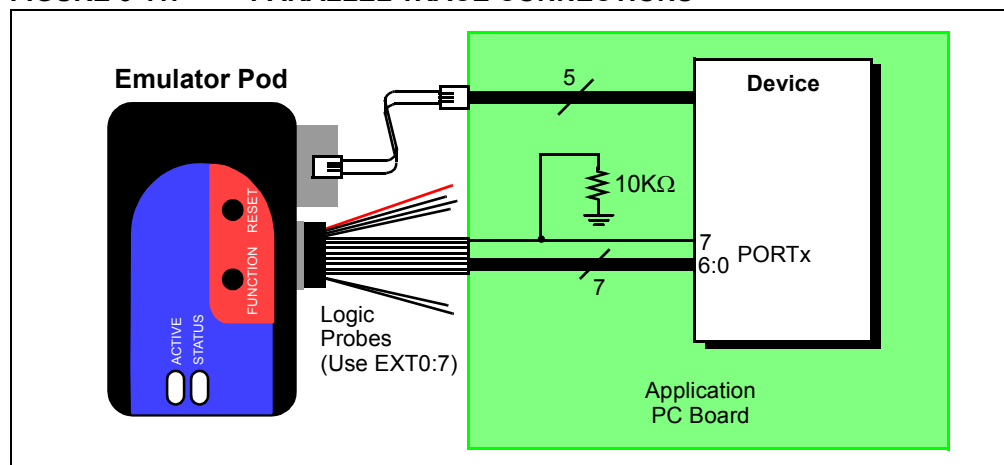 Emulator Pod
5
Device
10KΩ
RESET
FUNCTION
7
6:0
PORTx
7
ACTIVE
STATUS
Logic
Probes
(Use EXT0:7)
Application
PC Board